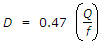 D = 0.47 (Q/f)